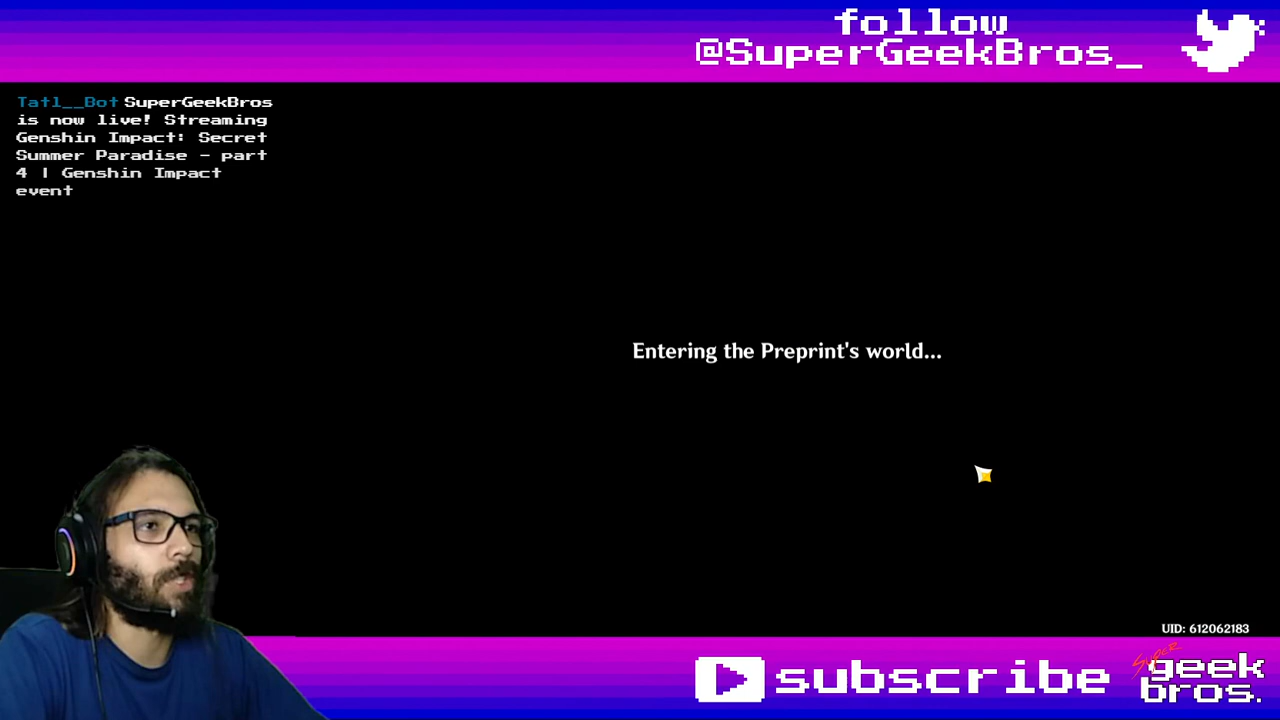 follow
@SuperGeekBros_
Tatl__Bot SuperGeekBros
is now live! Streaming
Genshin Impact: Secret
Summer Paradise - part
4 | Genshin Impact
event
Entering the Preprint's world...
UID: 612062183
subscribe
super
geek
bros.